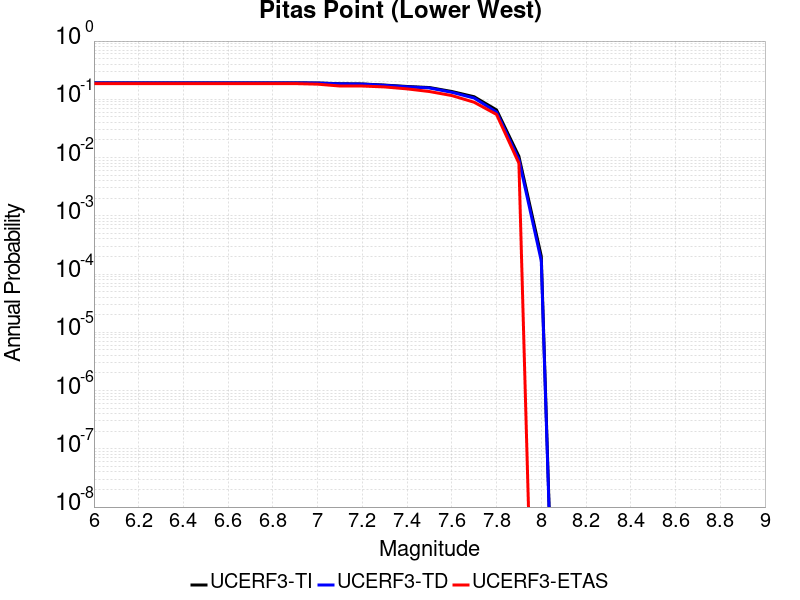 Pitas Point (Lower West)
10^0
10^-1
10^-2
10^-3
10^-4
10^-5
10^-6
10^-7
10^-8
Annual Probability
6 6.2 6.4 6.6 6.8 7 7.2 7.4 7.6 7.8 8 8.2 8.4 8.6 8.8 9
Magnitude
UCERF3-TI UCERF3-TD UCERF3-ETAS